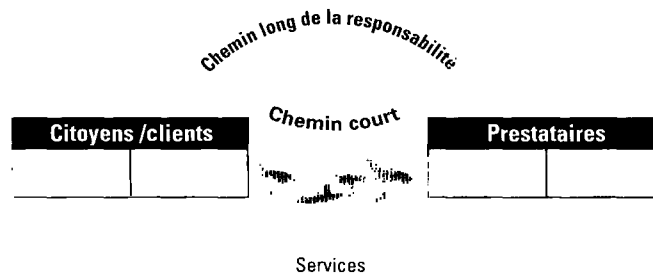 Chemin long de la responsabilité
Chemin court
Citoyens /clients
Prestataires
Services